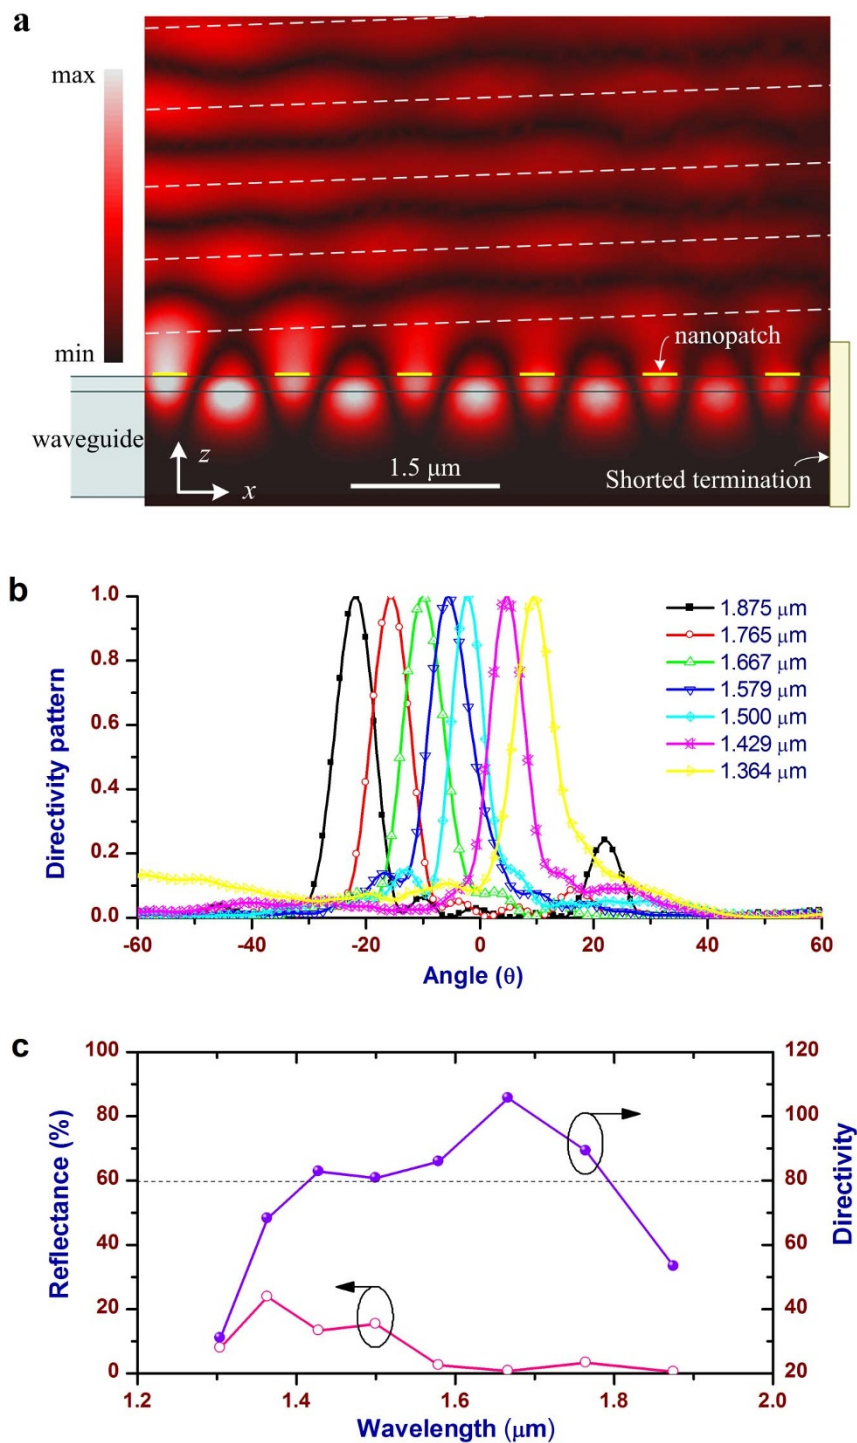 a
max
min
nanopatch
waveguide
z
x
1.5 μm
Shorted termination
b
1.0
0.8
0.6
0.4
0.2
0.0
Directivity pattern
1.875 μm
1.765 μm
1.667 μm
1.579 μm
1.500 μm
1.429 μm
1.364 μm
-60 -40 -20 0 20 40 60
Angle (θ)
c
100
80
60
40
20
0
Reflectance (%)
120
100
80
60
40
20
Directivity
1.2 1.4 1.6 1.8 2.0
Wavelength (μm)